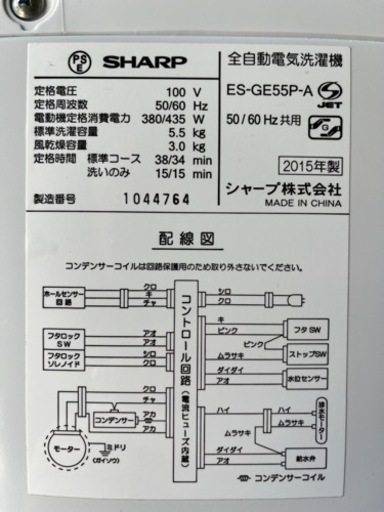 PS
E
SHARP
全自動電気洗濯機
ES-GE55P-A
JET
50/60Hz共用
G
定格電圧 100 V
定格周波数 50/60 Hz
電動機定格消費電力 380/435 W
標準洗濯容量 5.5 kg
風乾燥容量 3.0 kg
定格時間 標準コース 38/34 min
洗いのみ 15/15 min
製造番号 1044764
2015年製
シャープ株式会社
MADE IN CHINA
配線図
コンデンサーコイルは回路保護用のため取り外さないでください。
ホールセンサー
回路
クロ
キ
チャ
フタロック
SW
アオ
アオ
フタロック
ソレノイド
シロ
クロ
クロ
チャ
コンデンサー
アカ
アカ
モーター
ミドリ
(ガイソウ)
コントロール回路
(電流ヒューズ内蔵)
シロ
クロ
キ
ピンク
フタSW
ピンク
ムラサキ
ストップSW
ダイダイ
アオ
水位センサー
ハイ
ハイ
ムラサキ
排水モーター
ムラサキ
ダイダイ
アオ
給水弁
コンデンサーコイル